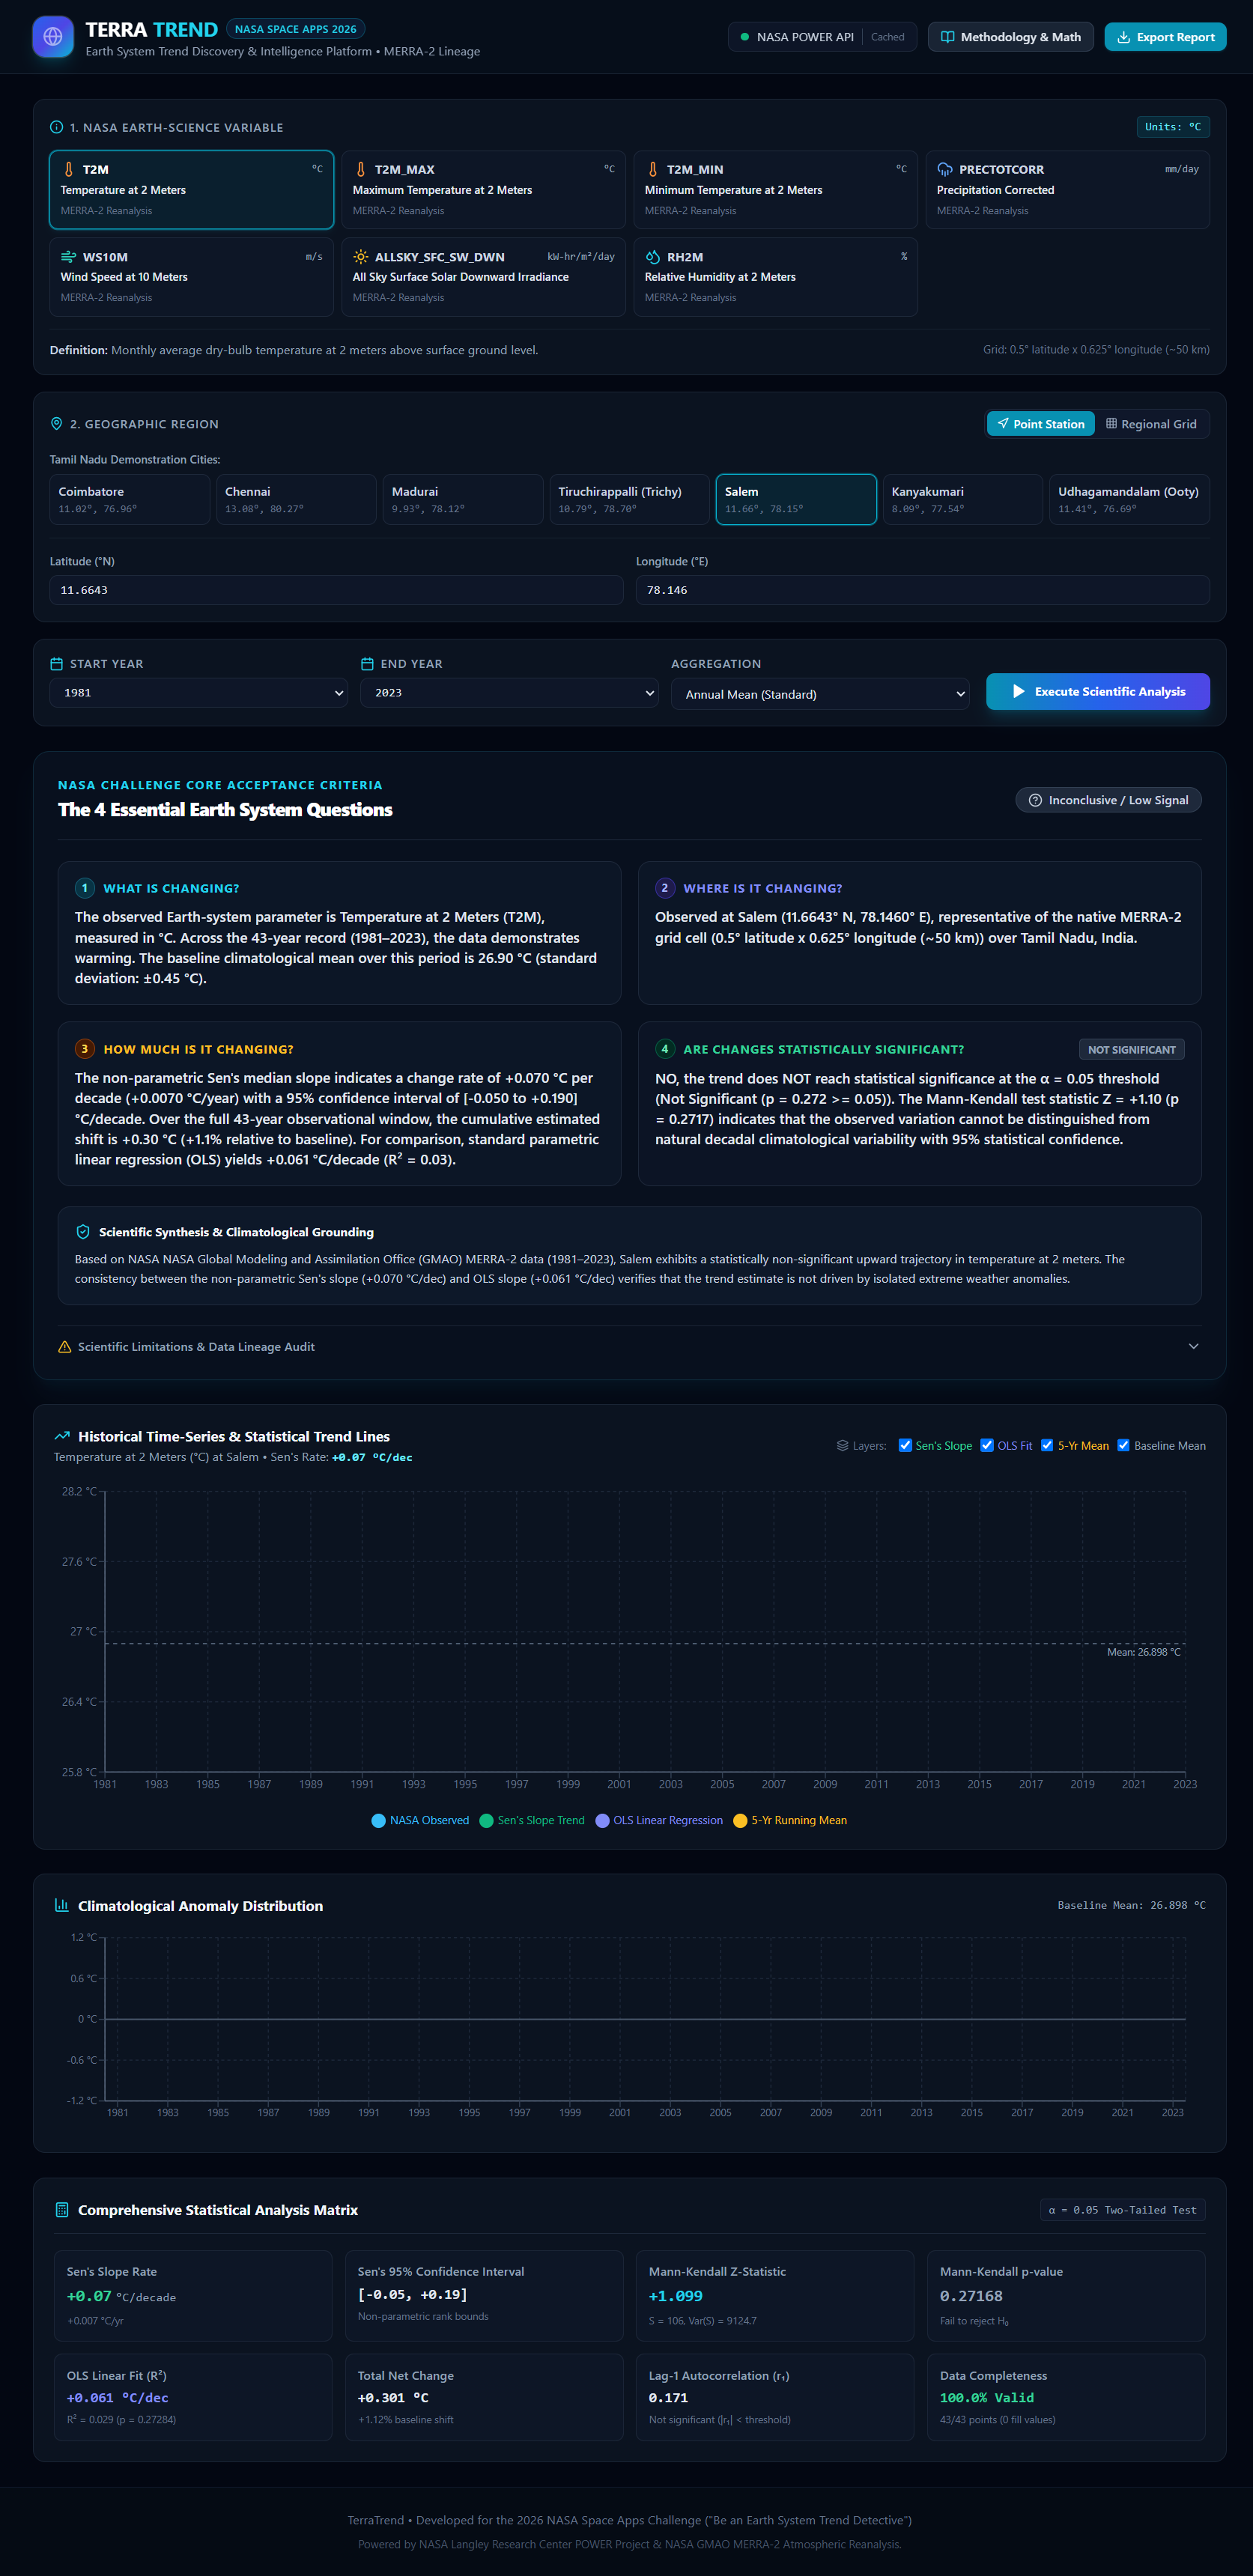 TERRA TREND NASA SPACE APPS 2026
Earth System Trend Discovery & Intelligence Platform • MERRA-2 Lineage
NASA POWER API Cached
Methodology & Math
Export Report
1. NASA EARTH-SCIENCE VARIABLE
Units: °C
T2M °C
Temperature at 2 Meters
MERRA-2 Reanalysis
T2M_MAX °C
Maximum Temperature at 2 Meters
MERRA-2 Reanalysis
T2M_MIN °C
Minimum Temperature at 2 Meters
MERRA-2 Reanalysis
PRECTOTCORR mm/day
Precipitation Corrected
MERRA-2 Reanalysis
WS10M m/s
Wind Speed at 10 Meters
MERRA-2 Reanalysis
ALLSKY_SFC_SW_DWN kW-hr/m²/day
All Sky Surface Solar Downward Irradiance
MERRA-2 Reanalysis
RH2M %
Relative Humidity at 2 Meters
MERRA-2 Reanalysis
Definition: Monthly average dry-bulb temperature at 2 meters above surface ground level.
Grid: 0.5° latitude x 0.625° longitude (~50 km)
2. GEOGRAPHIC REGION
Point Station
Regional Grid
Tamil Nadu Demonstration Cities:
Coimbatore
11.02°, 76.96°
Chennai
13.08°, 80.27°
Madurai
9.93°, 78.12°
Tiruchirappalli (Trichy)
10.79°, 78.70°
Salem
11.66°, 78.15°
Kanyakumari
8.09°, 77.54°
Udhagamandalam (Ooty)
11.41°, 76.69°
Latitude (°N)
11.6643
Longitude (°E)
78.146
START YEAR
1981
END YEAR
2023
AGGREGATION
Annual Mean (Standard)
Execute Scientific Analysis
NASA CHALLENGE CORE ACCEPTANCE CRITERIA
The 4 Essential Earth System Questions
Inconclusive / Low Signal
1 WHAT IS CHANGING?
The observed Earth-system parameter is Temperature at 2 Meters (T2M),
measured in °C. Across the 43-year record (1981–2023), the data demonstrates
warming. The baseline climatological mean over this period is 26.90 °C (standard
deviation: ±0.45 °C).
2 WHERE IS IT CHANGING?
Observed at Salem (11.6643° N, 78.1460° E), representative of the native MERRA-2
grid cell (0.5° latitude x 0.625° longitude (~50 km)) over Tamil Nadu, India.
3 HOW MUCH IS IT CHANGING?
The non-parametric Sen's median slope indicates a change rate of +0.070 °C per
decade (+0.0070 °C/year) with a 95% confidence interval of [-0.050 to +0.190]
°C/decade. Over the full 43-year observational window, the cumulative estimated
shift is +0.30 °C (+1.1% relative to baseline). For comparison, standard parametric
linear regression (OLS) yields +0.061 °C/decade (R² = 0.03).
4 ARE CHANGES STATISTICALLY SIGNIFICANT?
NOT SIGNIFICANT
NO, the trend does NOT reach statistical significance at the α = 0.05 threshold
(Not Significant (p = 0.272 >= 0.05)). The Mann-Kendall test statistic Z = +1.10 (p
= 0.2717) indicates that the observed variation cannot be distinguished from
natural decadal climatological variability with 95% statistical confidence.
Scientific Synthesis & Climatological Grounding
Based on NASA NASA Global Modeling and Assimilation Office (GMAO) MERRA-2 data (1981–2023), Salem exhibits a statistically non-significant upward trajectory in temperature at 2 meters. The
consistency between the non-parametric Sen's slope (+0.070 °C/dec) and OLS slope (+0.061 °C/dec) verifies that the trend estimate is not driven by isolated extreme weather anomalies.
Scientific Limitations & Data Lineage Audit
Historical Time-Series & Statistical Trend Lines
Temperature at 2 Meters (°C) at Salem • Sen's Rate: +0.07 °C/dec
Layers: Sen's Slope OLS Fit 5-Yr Mean Baseline Mean
28.2 °C
27.6 °C
27 °C
Mean: 26.898 °C
26.4 °C
25.8 °C
1981 1983 1985 1987 1989 1991 1993 1995 1997 1999 2001 2003 2005 2007 2009 2011 2013 2015 2017 2019 2021 2023
NASA Observed Sen's Slope Trend OLS Linear Regression 5-Yr Running Mean
Climatological Anomaly Distribution
Baseline Mean: 26.898 °C
1.2 °C
0.6 °C
0 °C
-0.6 °C
-1.2 °C
1981 1983 1985 1987 1989 1991 1993 1995 1997 1999 2001 2003 2005 2007 2009 2011 2013 2015 2017 2019 2021 2023
Comprehensive Statistical Analysis Matrix
α = 0.05 Two-Tailed Test
Sen's Slope Rate
+0.07 °C/decade
+0.007 °C/yr
Sen's 95% Confidence Interval
[-0.05, +0.19]
Non-parametric rank bounds
Mann-Kendall Z-Statistic
+1.099
S = 106, Var(S) = 9124.7
Mann-Kendall p-value
0.27168
Fail to reject H₀
OLS Linear Fit (R²)
+0.061 °C/dec
R² = 0.029 (p = 0.27284)
Total Net Change
+0.301 °C
+1.12% baseline shift
Lag-1 Autocorrelation (r₁)
0.171
Not significant (|r₁| < threshold)
Data Completeness
100.0% Valid
43/43 points (0 fill values)
TerraTrend • Developed for the 2026 NASA Space Apps Challenge ("Be an Earth System Trend Detective")
Powered by NASA Langley Research Center POWER Project & NASA GMAO MERRA-2 Atmospheric Reanalysis.